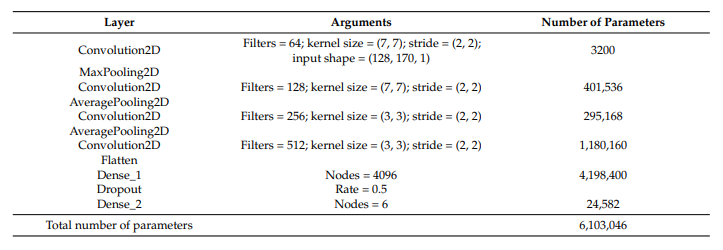 Layer Arguments Number of Parameters
Convolution2D Filters = 64; kernel size = (7, 7); stride = (2, 2); input shape = (128, 170, 1) 3200
MaxPooling2D
Convolution2D Filters = 128; kernel size = (7, 7); stride = (2, 2) 401,536
AveragePooling2D
Convolution2D Filters = 256; kernel size = (3, 3); stride = (2, 2) 295,168
AveragePooling2D
Convolution2D Filters = 512; kernel size = (3, 3); stride = (2, 2) 1,180,160
Flatten
Dense_1 Nodes = 4096 4,198,400
Dropout Rate = 0.5
Dense_2 Nodes = 6 24,582
Total number of parameters 6,103,046